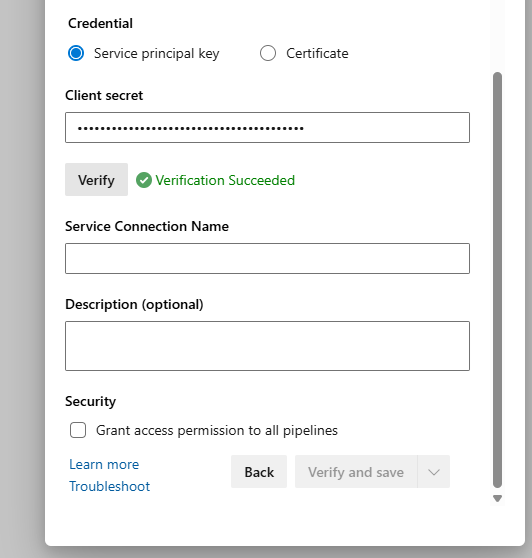 Credential
Service principal key Certificate
Client secret
••••••••••••••••••••••••••••••••••••••••
Verify Verification Succeeded
Service Connection Name
Description (optional)
Security
Grant access permission to all pipelines
Learn more
Back Verify and save
Troubleshoot